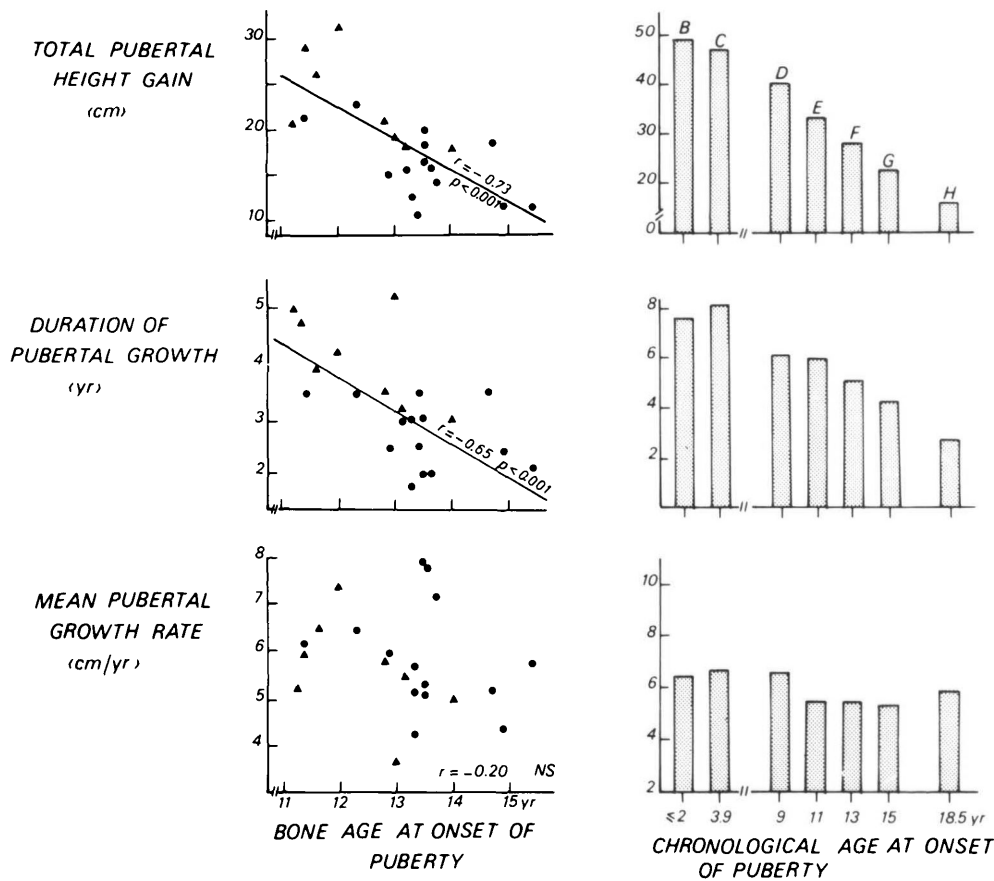 TOTAL PUBERTAL
HEIGHT GAIN
‹cm›
30
20
10
r = -0.73
p<0.001
50
40
30
20
0
B
C
D
E
F
G
H
DURATION OF
PUBERTAL GROWTH
‹yr›
5
4
3
2
r = -0.65
p<0.001
8
6
4
2
MEAN PUBERTAL
GROWTH RATE
‹cm/yr›
8
7
6
5
4
r = -0.20 NS
11 12 13 14 15 yr
BONE AGE AT ONSET OF
PUBERTY
10
8
6
4
2
≤2 3.9 9 11 13 15 18.5 yr
CHRONOLOGICAL AGE AT ONSET
OF PUBERTY